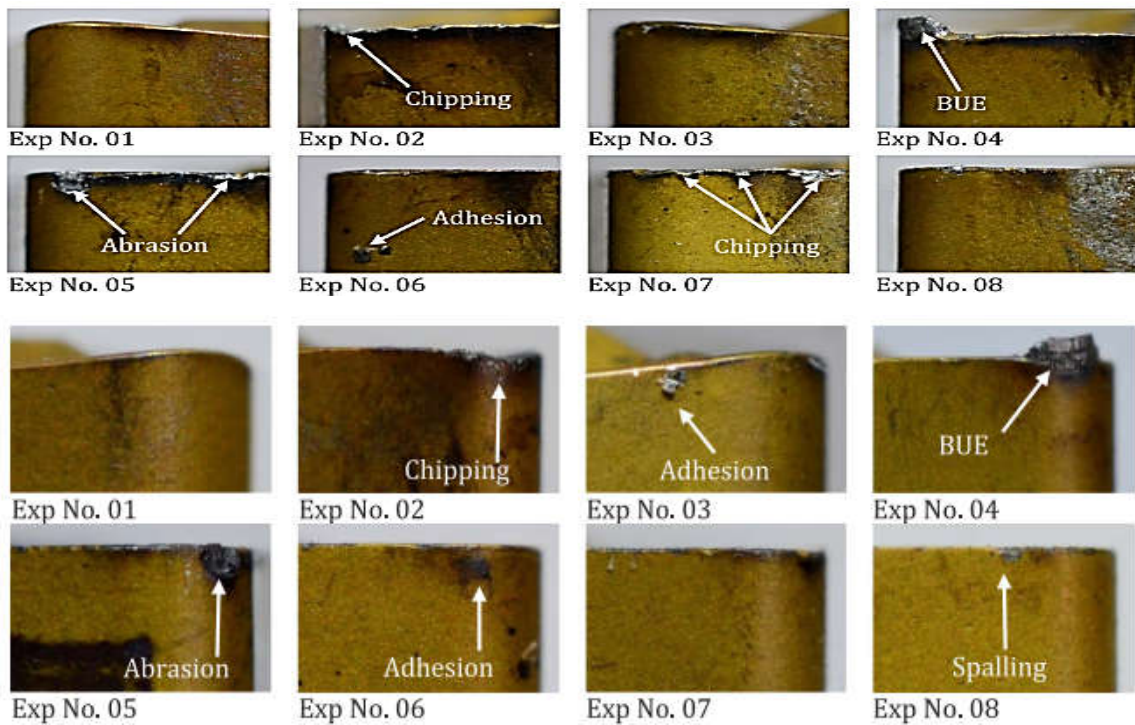 Chipping
BUE
Exp No. 01
Exp No. 02
Exp No. 03
Exp No. 04
Abrasion
Adhesion
Chipping
Exp No. 05
Exp No. 06
Exp No. 07
Exp No. 08
Chipping
Adhesion
BUE
Exp No. 01
Exp No. 02
Exp No. 03
Exp No. 04
Abrasion
Adhesion
Spalling
Exp No. 05
Exp No. 06
Exp No. 07
Exp No. 08